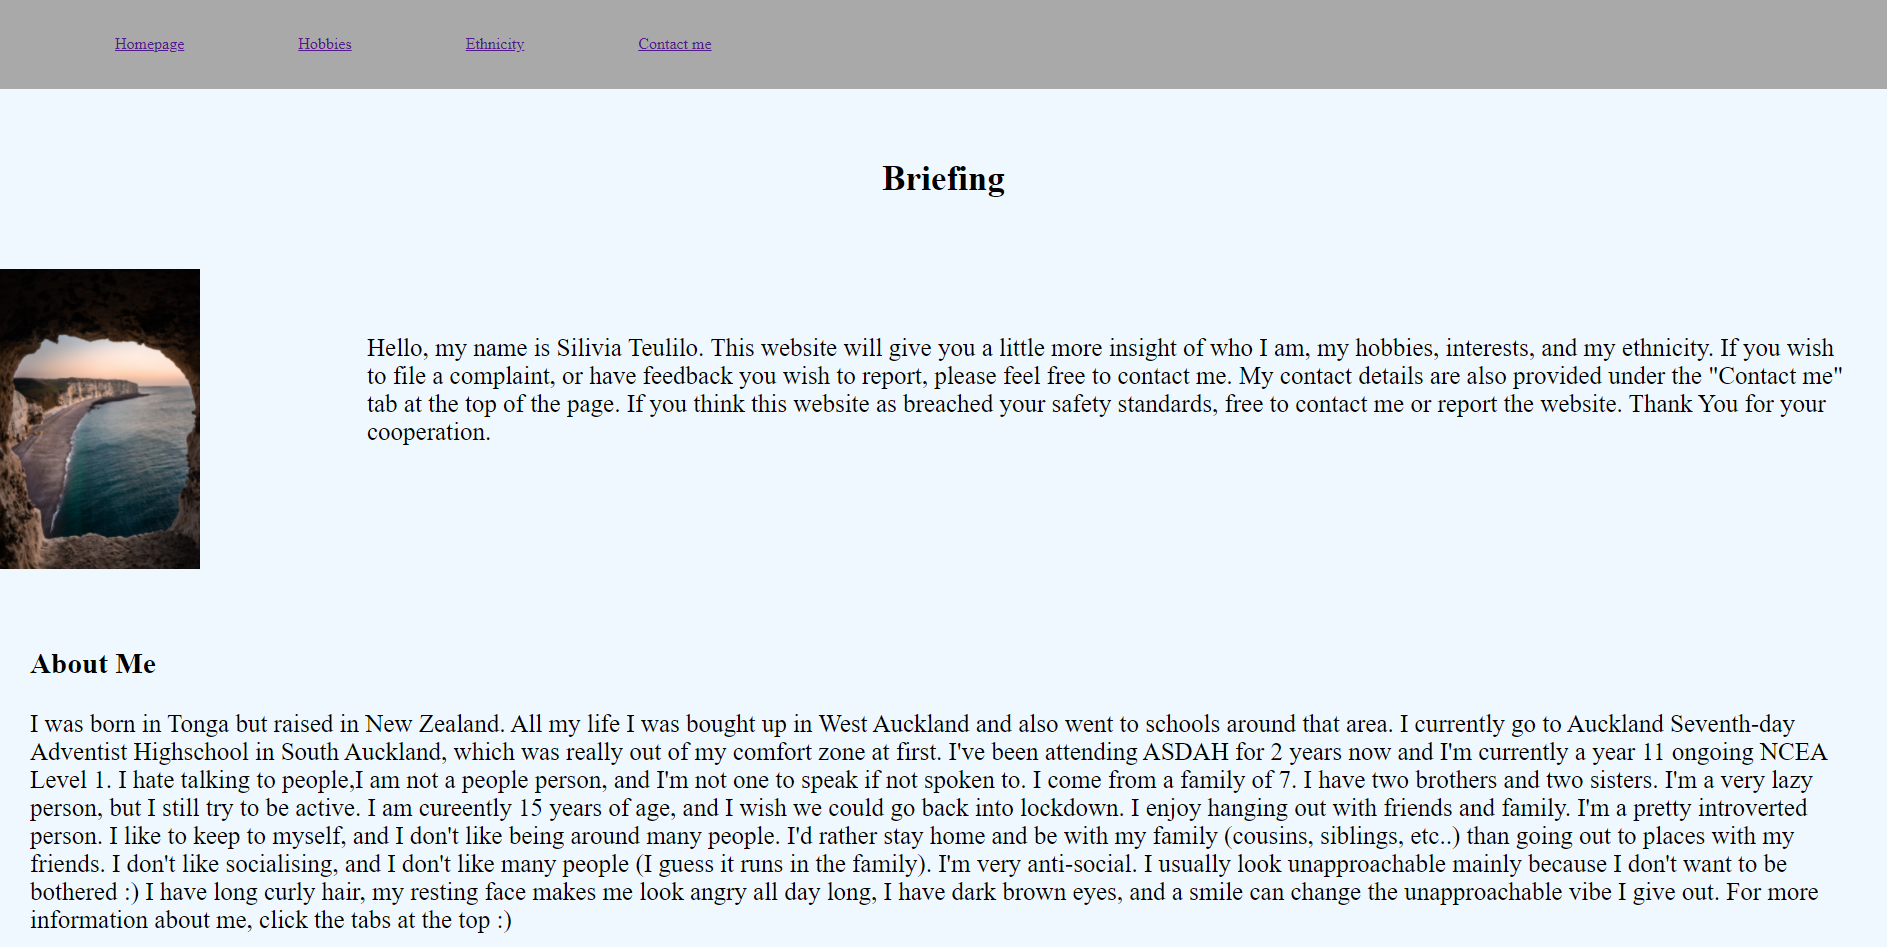 Homepage Hobbies Ethnicity Contact me
Briefing
Hello, my name is Silivia Teulilo. This website will give you a little more insight of who I am, my hobbies, interests, and my ethnicity. If you wish
to file a complaint, or have feedback you wish to report, please feel free to contact me. My contact details are also provided under the "Contact me"
tab at the top of the page. If you think this website as breached your safety standards, free to contact me or report the website. Thank You for your
cooperation.
About Me
I was born in Tonga but raised in New Zealand. All my life I was bought up in West Auckland and also went to schools around that area. I currently go to Auckland Seventh-day
Adventist Highschool in South Auckland, which was really out of my comfort zone at first. I've been attending ASDAH for 2 years now and I'm currently a year 11 ongoing NCEA
Level 1. I hate talking to people,I am not a people person, and I'm not one to speak if not spoken to. I come from a family of 7. I have two brothers and two sisters. I'm a very lazy
person, but I still try to be active. I am cureently 15 years of age, and I wish we could go back into lockdown. I enjoy hanging out with friends and family. I'm a pretty introverted
person. I like to keep to myself, and I don't like being around many people. I'd rather stay home and be with my family (cousins, siblings, etc..) than going out to places with my
friends. I don't like socialising, and I don't like many people (I guess it runs in the family). I'm very anti-social. I usually look unapproachable mainly because I don't want to be
bothered :) I have long curly hair, my resting face makes me look angry all day long, I have dark brown eyes, and a smile can change the unapproachable vibe I give out. For more
information about me, click the tabs at the top :)